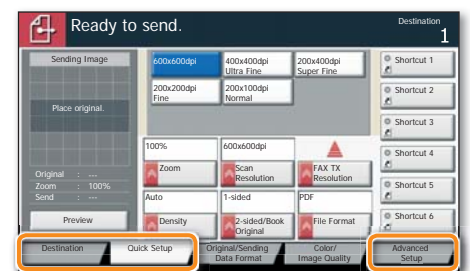 Ready to send.
Destination
1
Sending Image
Place original.
Original : ---
Zoom : 100%
Send : ---
Preview
600x600dpi
400x400dpi
Ultra Fine
200x400dpi
Super Fine
200x200dpi
Fine
200x100dpi
Normal
100%
Zoom
600x600dpi
Scan
Resolution
FAX TX
Resolution
Auto
Density
1-sided
2-sided/Book
Original
PDF
File Format
Shortcut 1
Shortcut 2
Shortcut 3
Shortcut 4
Shortcut 5
Shortcut 6
Destination
Quick Setup
Original/Sending
Data Format
Color/
Image Quality
Advanced
Setup